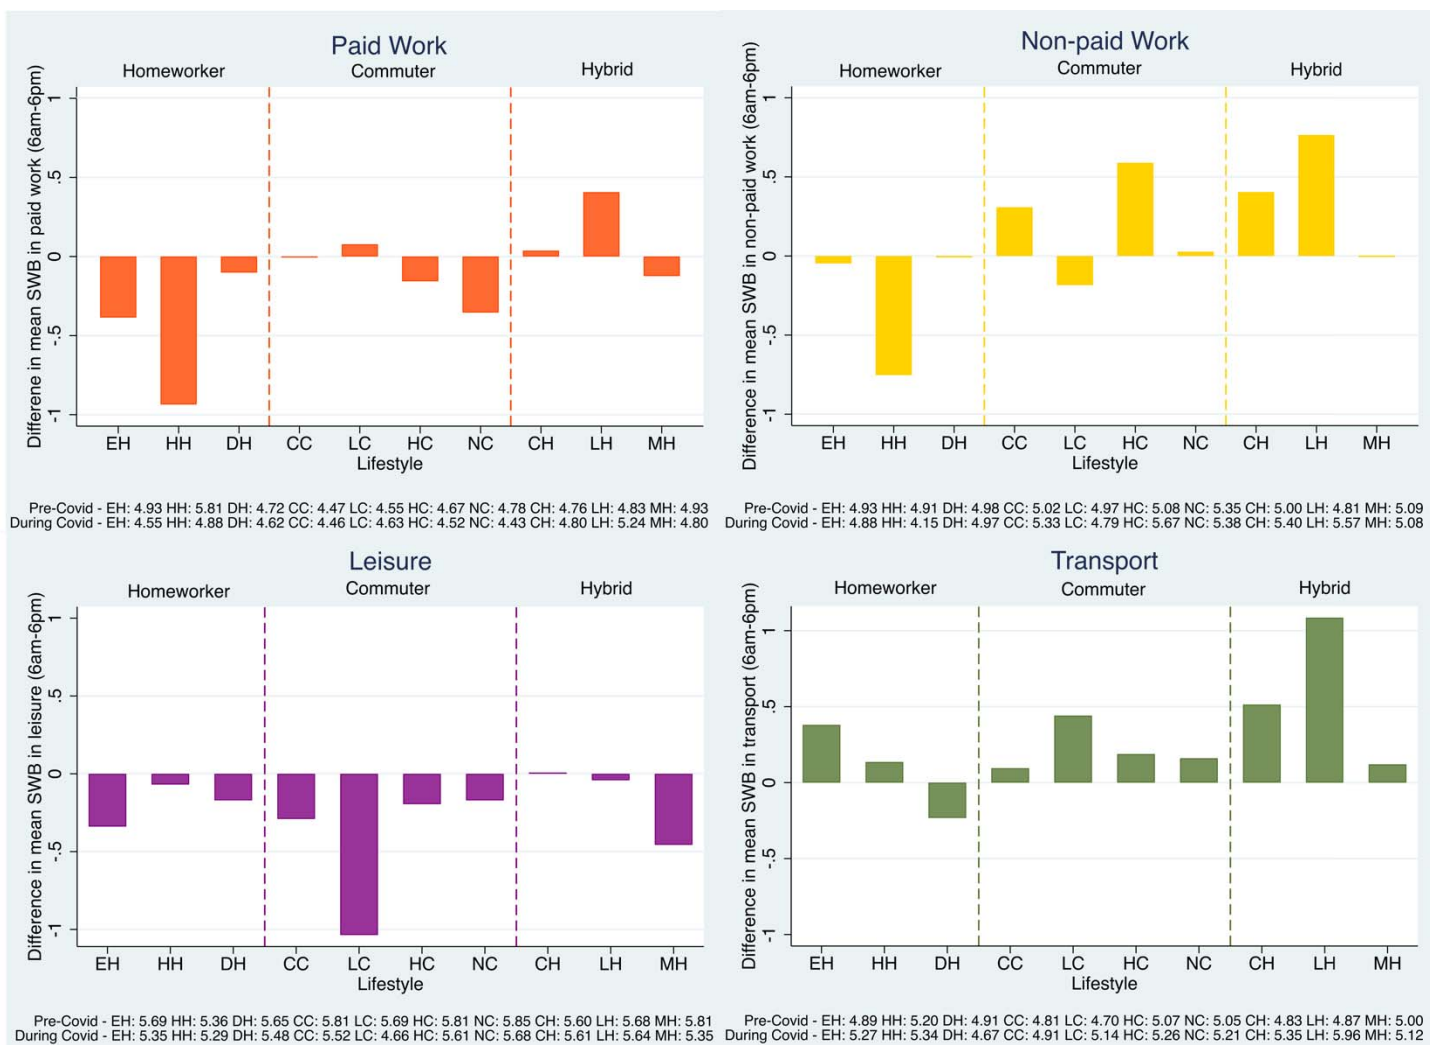 Paid Work
Homeworker Commuter Hybrid
Differene in mean SWB in paid work (6am-6pm)
1
.5
0
-.5
-1
EH HH DH CC LC HC NC CH LH MH
Lifestyle
Pre-Covid - EH: 4.93 HH: 5.81 DH: 4.72 CC: 4.47 LC: 4.55 HC: 4.67 NC: 4.78 CH: 4.76 LH: 4.83 MH: 4.93
During Covid - EH: 4.55 HH: 4.88 DH: 4.62 CC: 4.46 LC: 4.63 HC: 4.52 NC: 4.43 CH: 4.80 LH: 5.24 MH: 4.80
Non-paid Work
Homeworker Commuter Hybrid
Difference in mean SWB in non-paid work (6am-6pm)
1
.5
0
-.5
-1
EH HH DH CC LC HC NC CH LH MH
Lifestyle
Pre-Covid - EH: 4.93 HH: 4.91 DH: 4.98 CC: 5.02 LC: 4.97 HC: 5.08 NC: 5.35 CH: 5.00 LH: 4.81 MH: 5.09
During Covid - EH: 4.88 HH: 4.15 DH: 4.97 CC: 5.33 LC: 4.79 HC: 5.67 NC: 5.38 CH: 5.40 LH: 5.57 MH: 5.08
Leisure
Homeworker Commuter Hybrid
Difference in mean SWB in leisure (6am-6pm)
1
.5
0
-.5
-1
EH HH DH CC LC HC NC CH LH MH
Lifestyle
Pre-Covid - EH: 5.69 HH: 5.36 DH: 5.65 CC: 5.81 LC: 5.69 HC: 5.81 NC: 5.85 CH: 5.60 LH: 5.68 MH: 5.81
During Covid - EH: 5.35 HH: 5.29 DH: 5.48 CC: 5.52 LC: 4.66 HC: 5.61 NC: 5.68 CH: 5.61 LH: 5.64 MH: 5.35
Transport
Homeworker Commuter Hybrid
Difference in mean SWB in transport (6am-6pm)
1
.5
0
-.5
-1
EH HH DH CC LC HC NC CH LH MH
Lifestyle
Pre-Covid - EH: 4.89 HH: 5.20 DH: 4.91 CC: 4.81 LC: 4.70 HC: 5.07 NC: 5.05 CH: 4.83 LH: 4.87 MH: 5.00
During Covid - EH: 5.27 HH: 5.34 DH: 4.67 CC: 4.91 LC: 5.14 HC: 5.26 NC: 5.21 CH: 5.35 LH: 5.96 MH: 5.12